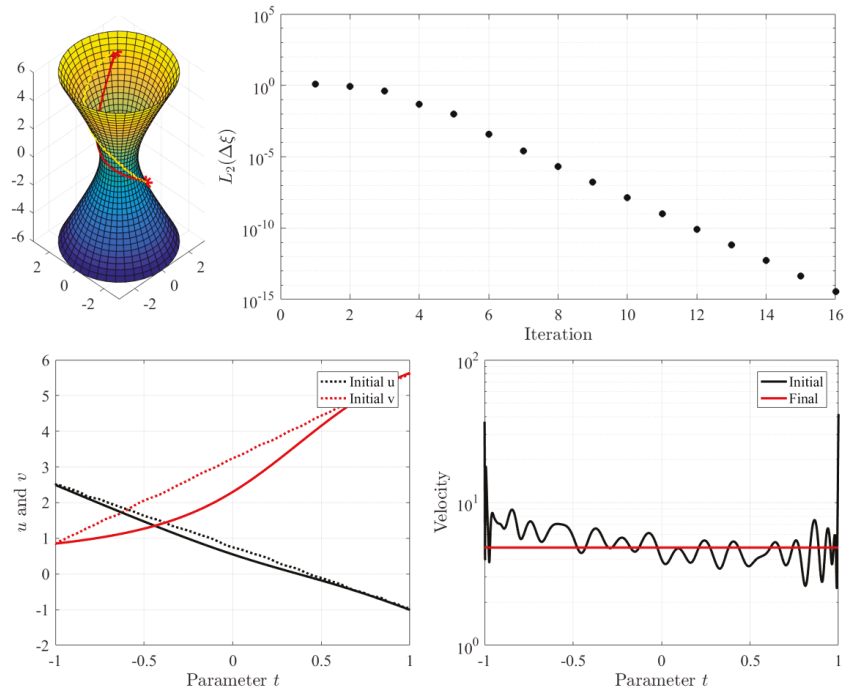 6
4
2
0
-2
-4
-6
2
0
-2
-2
0
2
10^5
10^0
10^-5
10^-10
10^-15
L_2(Δξ)
0 2 4 6 8 10 12 14 16
Iteration
6
5
4
3
2
1
0
-1
-2
u and v
Initial u
Initial v
-1 -0.5 0 0.5 1
Parameter t
10^2
10^1
10^0
Velocity
Initial
Final
-1 -0.5 0 0.5 1
Parameter t